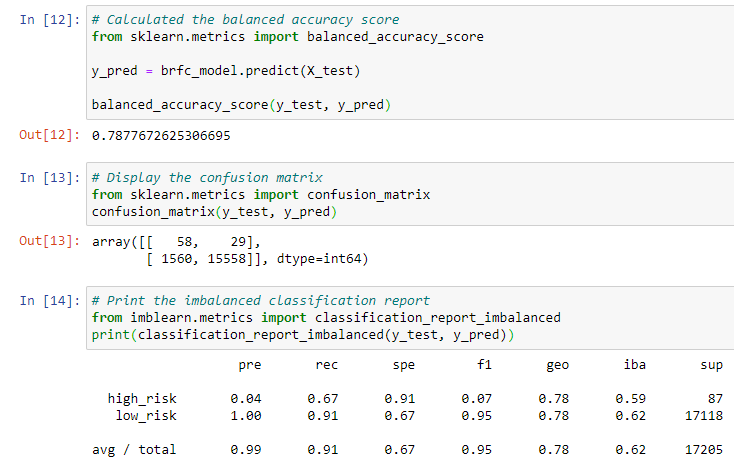 In [12]: # Calculated the balanced accuracy score
from sklearn.metrics import balanced_accuracy_score
y_pred = brfc_model.predict(X_test)
balanced_accuracy_score(y_test, y_pred)
Out[12]: 0.7877672625306695
In [13]: # Display the confusion matrix
from sklearn.metrics import confusion_matrix
confusion_matrix(y_test, y_pred)
Out[13]: array([[   58,    29],
[ 1560, 15558]], dtype=int64)
In [14]: # Print the imbalanced classification report
from imblearn.metrics import classification_report_imbalanced
print(classification_report_imbalanced(y_test, y_pred))
pre rec spe f1 geo iba sup
high_risk 0.04 0.67 0.91 0.07 0.78 0.59 87
low_risk 1.00 0.91 0.67 0.95 0.78 0.62 17118
avg / total 0.99 0.91 0.67 0.95 0.78 0.62 17205